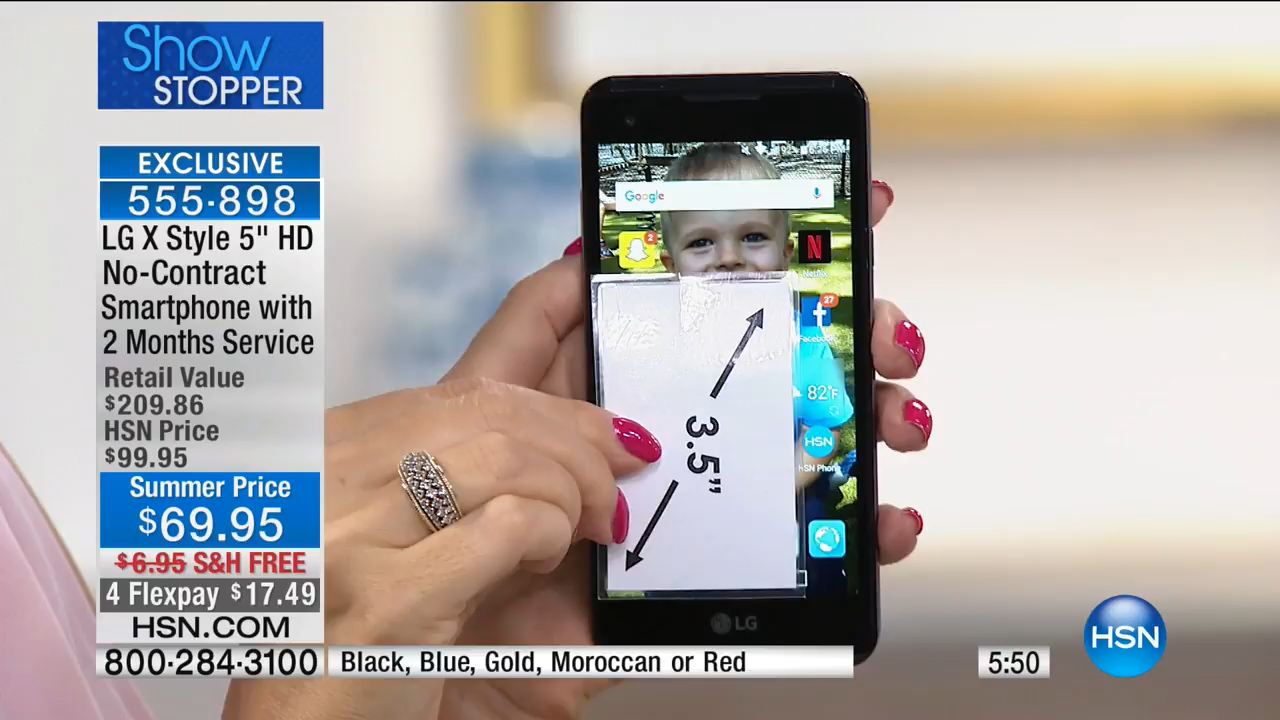 Show
STOPPER
EXCLUSIVE
555-898
LG X Style 5" HD
No-Contract
Smartphone with
2 Months Service
Retail Value
$209.86
HSN Price
$99.95
Summer Price
$69.95
$6.95 S&H FREE
4 Flexpay $17.49
HSN.COM
800-284-3100
Black, Blue, Gold, Moroccan or Red
5:50
HSN
Google
2
Netflix
27
Facebook
82°F
HSN
HSN Phone
3.5"
LG